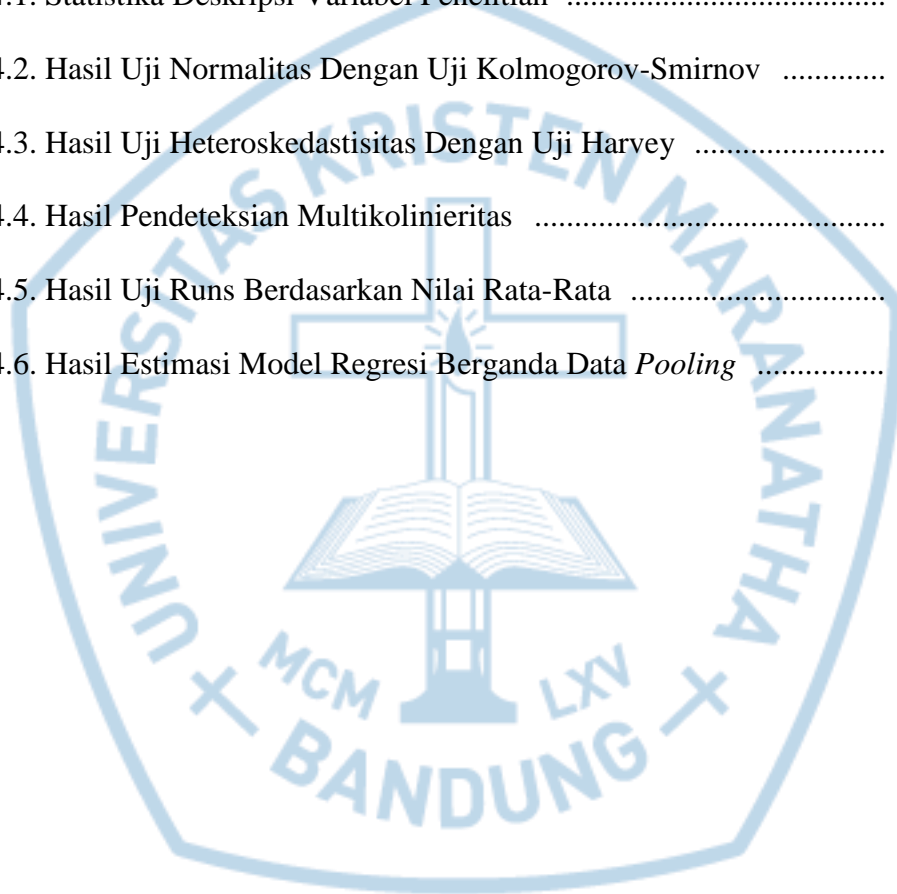 4.1. Statistika Deskripsi Variabel Penelitian ......................................
4.2. Hasil Uji Normalitas Dengan Uji Kolmogorov-Smirnov .............
4.3. Hasil Uji Heteroskedastisitas Dengan Uji Harvey ........................
4.4. Hasil Pendeteksian Multikolinieritas ............................................
4.5. Hasil Uji Runs Berdasarkan Nilai Rata-Rata ................................
4.6. Hasil Estimasi Model Regresi Berganda Data Pooling ................
UNIVERSITAS KRISTEN MARANATHA
MCM LXV
BANDUNG